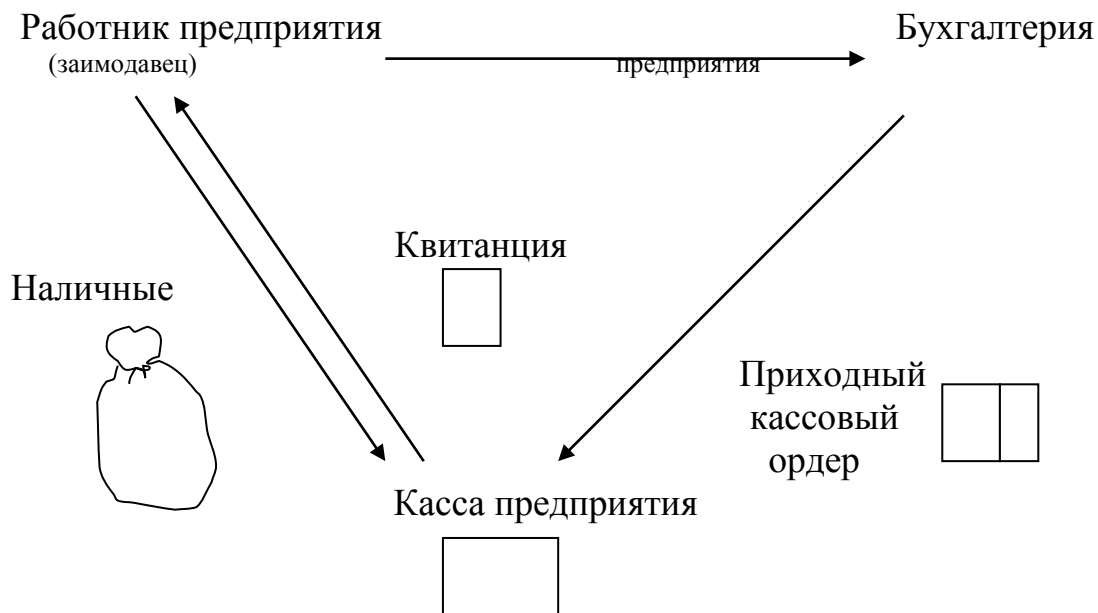 Работник предприятия
Бухгалтерия
(заимодавец)
предприятия
Квитанция
Наличные
Приходный
кассовый
ордер
Касса предприятия